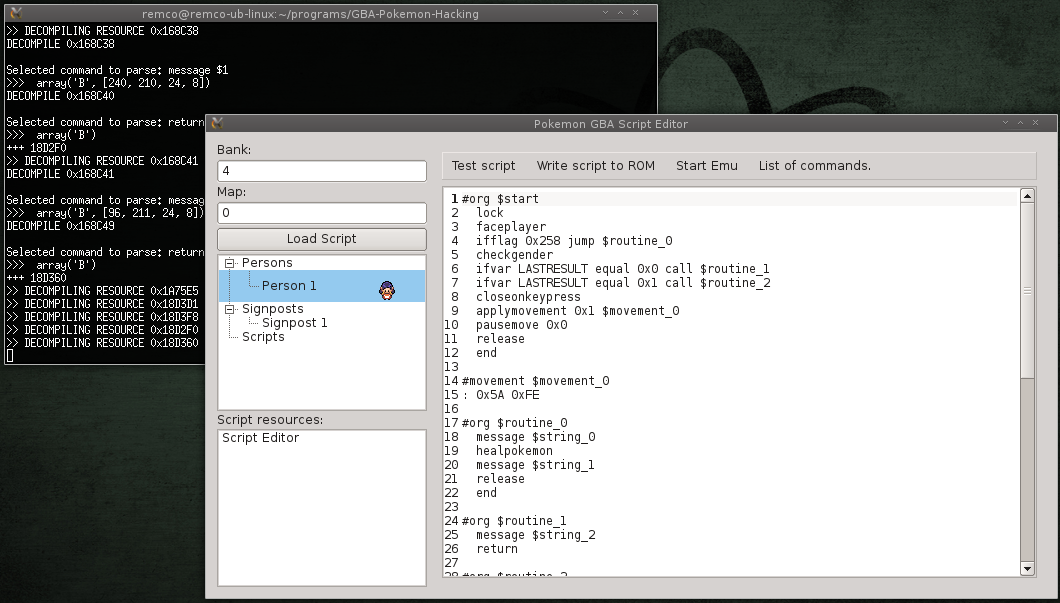 remco@remco-ub-linux:~/programs/GBA-Pokemon-Hacking
>> DECOMPILING RESOURCE 0x168C38
DECOMPILE 0x168C38
Selected command to parse: message $1
>>>  array('B', [240, 210, 24, 8])
DECOMPILE 0x168C40
Selected command to parse: return
>>>  array('B')
+++ 18D2F0
>> DECOMPILING RESOURCE 0x168C41
DECOMPILE 0x168C41
Selected command to parse: messag
>>>  array('B', [96, 211, 24, 8])
DECOMPILE 0x168C49
Selected command to parse: return
>>>  array('B')
+++ 18D360
>> DECOMPILING RESOURCE 0x1A75E5
>> DECOMPILING RESOURCE 0x18D3D1
>> DECOMPILING RESOURCE 0x18D3F8
>> DECOMPILING RESOURCE 0x18D2F0
>> DECOMPILING RESOURCE 0x18D360
Pokemon GBA Script Editor
Bank:
4
Map:
0
Load Script
Persons
Person 1
Signposts
Signpost 1
Scripts
Script resources:
Script Editor
Test script  Write script to ROM  Start Emu  List of commands.
1 #org $start
2   lock
3   faceplayer
4   ifflag 0x258 jump $routine_0
5   checkgender
6   ifvar LASTRESULT equal 0x0 call $routine_1
7   ifvar LASTRESULT equal 0x1 call $routine_2
8   closeonkeypress
9   applymovement 0x1 $movement_0
10   pausemove 0x0
11   release
12   end
13
14 #movement $movement_0
15 : 0x5A 0xFE
16
17 #org $routine_0
18   message $string_0
19   healpokemon
20   message $string_1
21   release
22   end
23
24 #org $routine_1
25   message $string_2
26   return
27
28 #org $routine_2